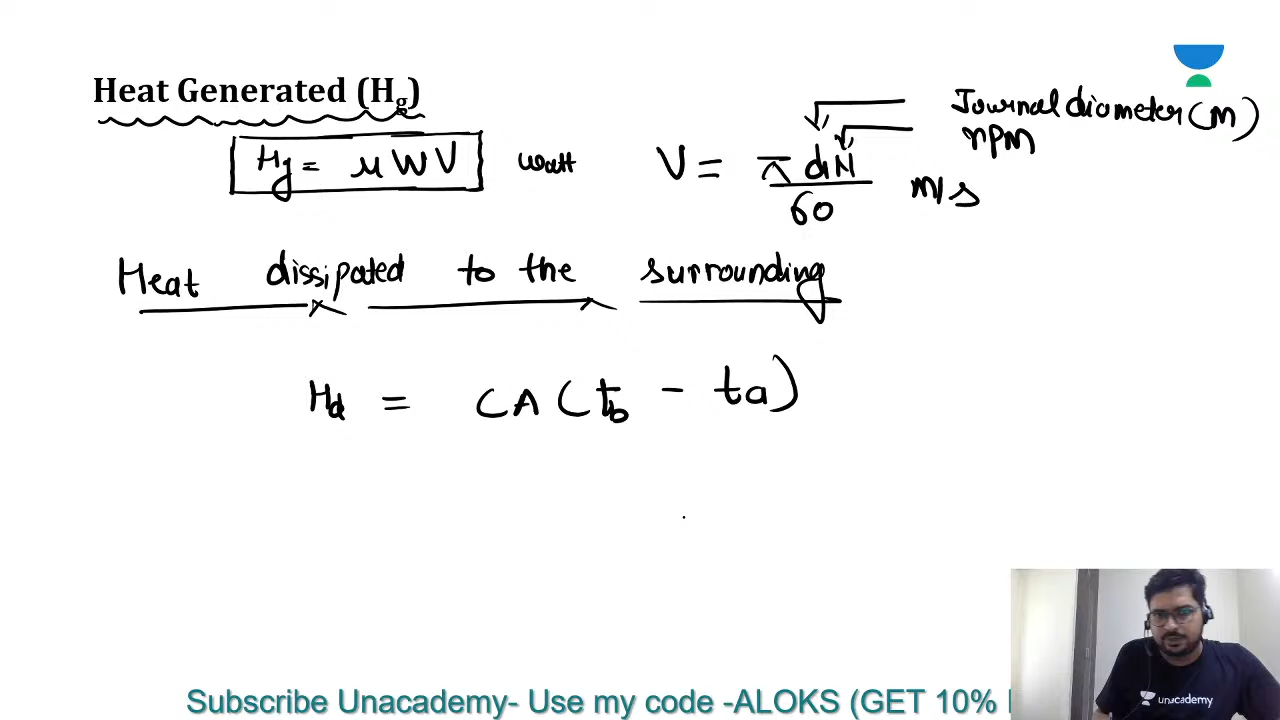 Heat Generated (Hg)
Hg = μWV watt
V = πdN/60 m/s
Journal diameter (m)
rpm
Heat dissipated to the surrounding
Hd = CA(tb - ta)
unacademy
Subscribe Unacademy- Use my code -ALOKS (GET 10%